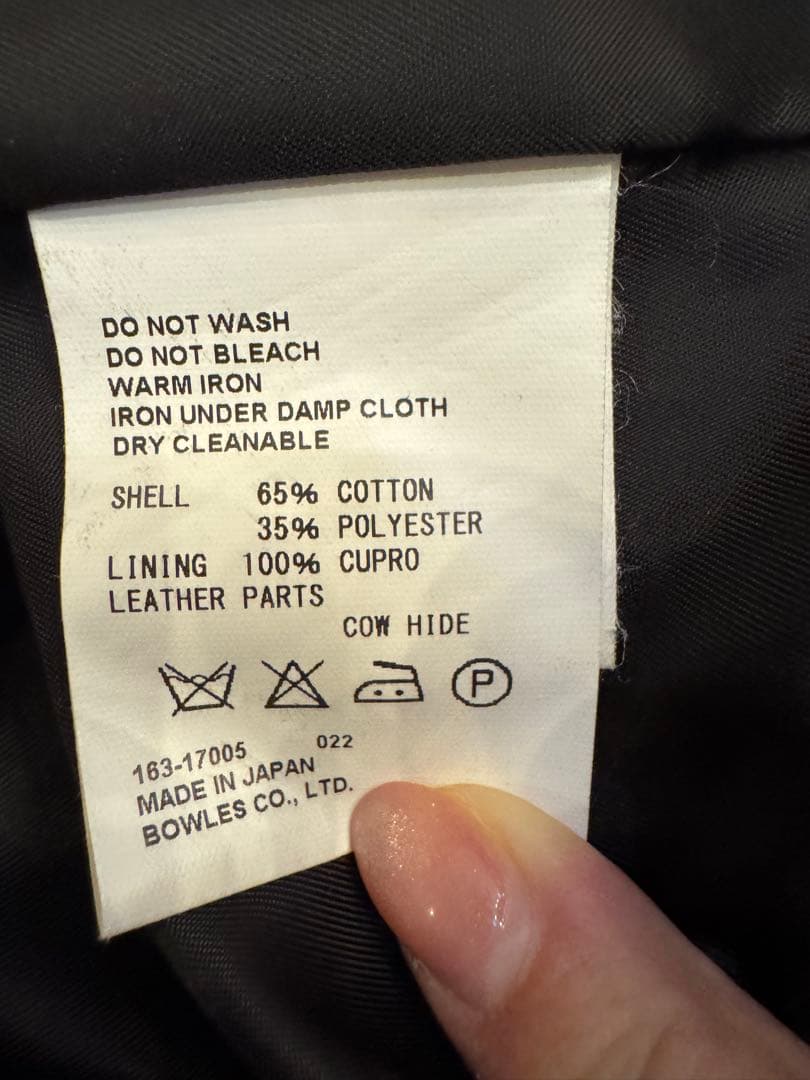 DO NOT WASH
DO NOT BLEACH
WARM IRON
IRON UNDER DAMP CLOTH
DRY CLEANABLE
SHELL 65% COTTON
35% POLYESTER
LINING 100% CUPRO
LEATHER PARTS
COW HIDE
P
163-17005 022
MADE IN JAPAN
BOWLES CO., LTD.